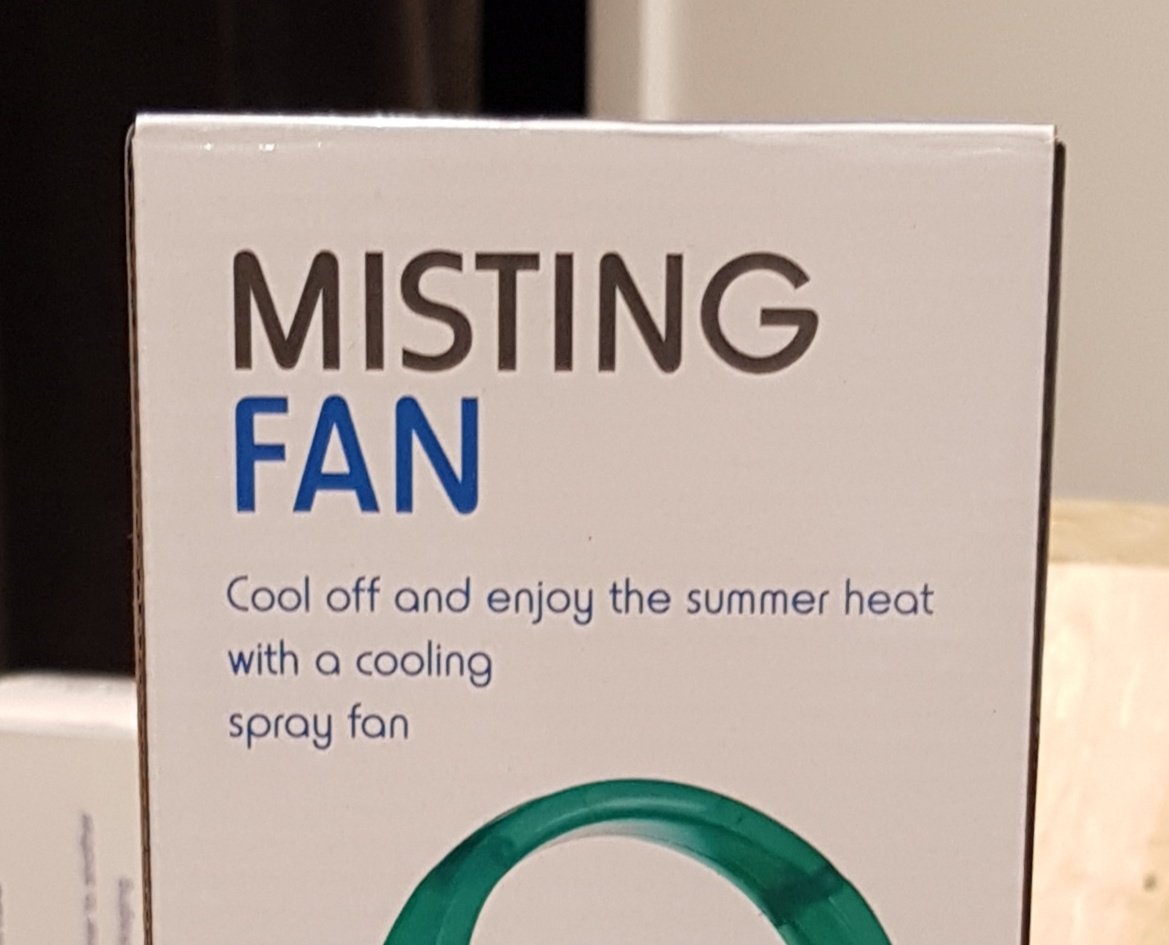 MISTING
FAN
Cool off and enjoy the summer heat
with a cooling
spray fan